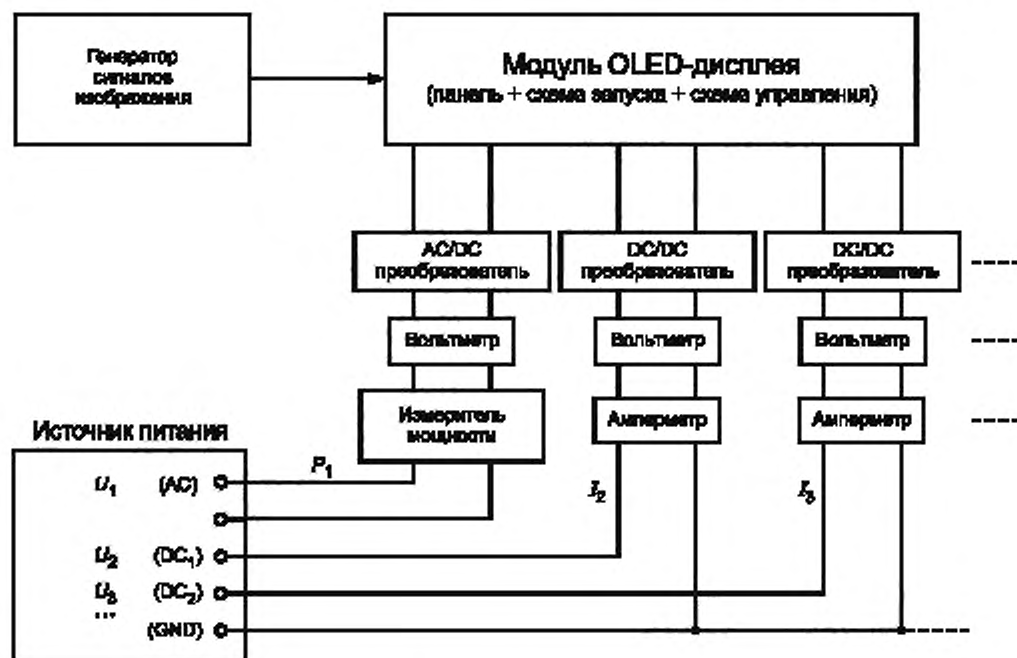 Генератор
сигналов
изображения
Модуль OLED-дисплея
(панель + схема запуска + схема управления)
AC/DC
преобразователь
DC/DC
преобразователь
DC/DC
преобразователь
Вольтметр
Вольтметр
Вольтметр
Измеритель
мощности
Амперметр
Амперметр
Источник питания
P₁
I₂
I₃
U₁ (AC)
U₂ (DC₁)
U₃ (DC₂)
...
(GND)